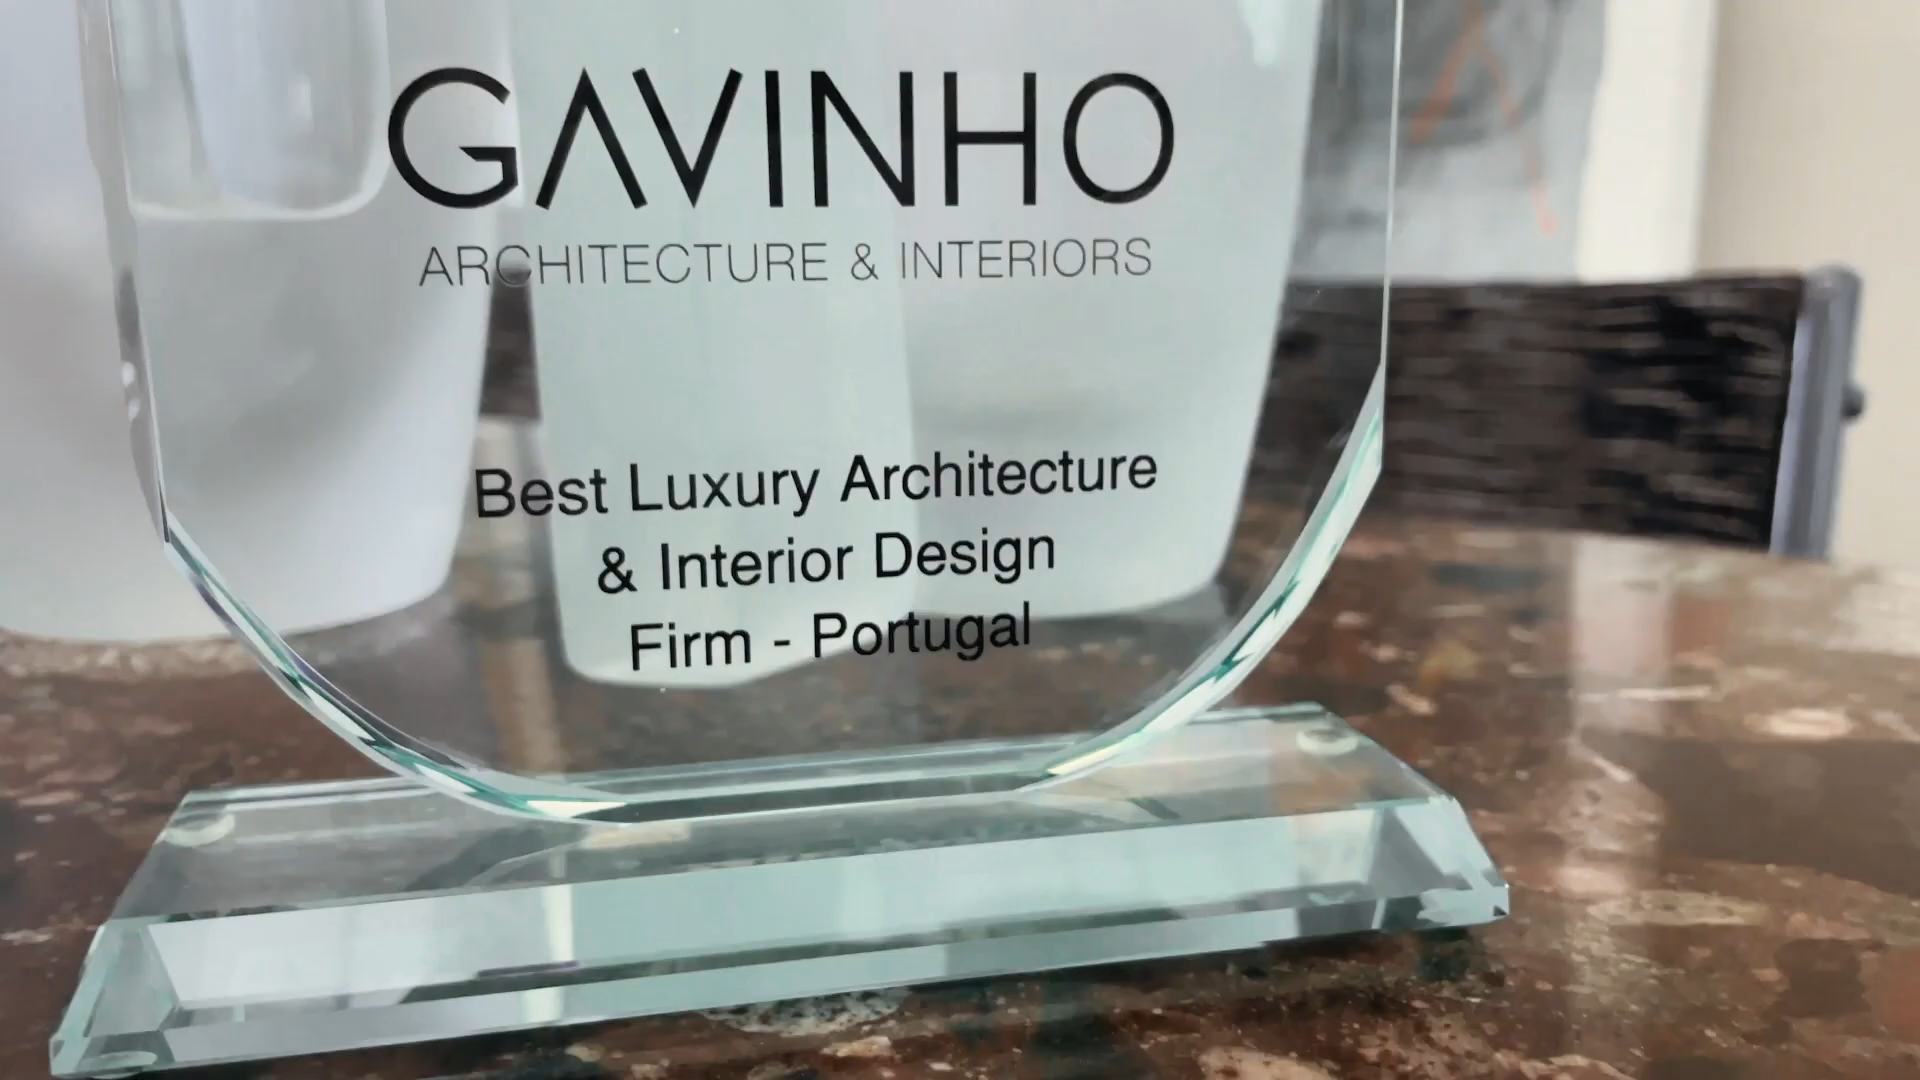 GAVINHO
ARCHITECTURE & INTERIORS
Best Luxury Architecture
& Interior Design
Firm - Portugal